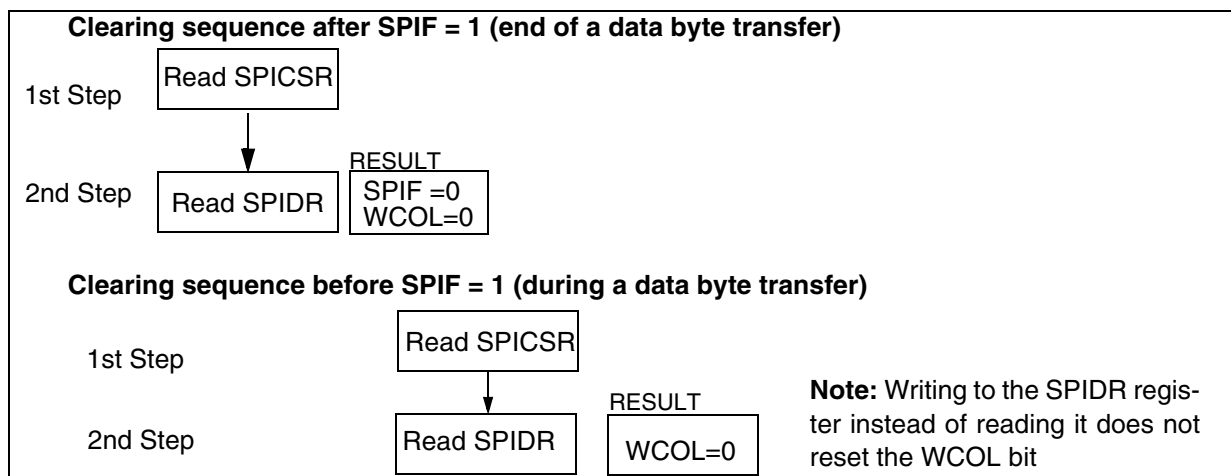 Clearing sequence after SPIF = 1 (end of a data byte transfer)
1st Step
Read SPICSR
2nd Step
Read SPIDR
RESULT
SPIF =0
WCOL=0
Clearing sequence before SPIF = 1 (during a data byte transfer)
1st Step
Read SPICSR
2nd Step
Read SPIDR
RESULT
WCOL=0
Note: Writing to the SPIDR regis-
ter instead of reading it does not
reset the WCOL bit